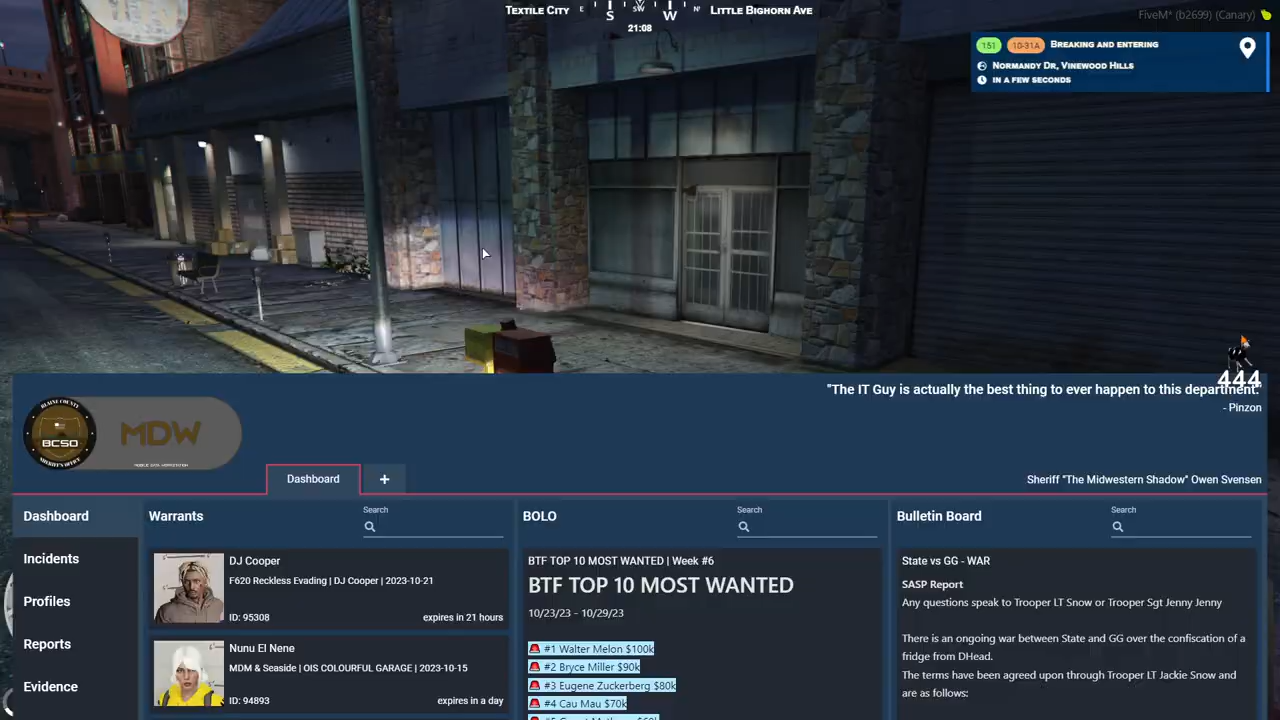 Textile City E S SW W N Little Bighorn Ave
21:08
FiveM* (b2699) (Canary)
151 10-31A Breaking and entering
Normandy Dr, Vinewood Hills
in a few seconds
444
"The IT Guy is actually the best thing to ever happen to this department."
- Pinzon
BLAINE COUNTY
BCSO
SHERIFF'S OFFICE
MDW
MOBILE DATA WORKSTATION
Dashboard
+
Sheriff "The Midwestern Shadow" Owen Svensen
Dashboard
Incidents
Profiles
Reports
Evidence
Warrants
Search
DJ Cooper
F620 Reckless Evading | DJ Cooper | 2023-10-21
ID: 95308 expires in 21 hours
Nunu El Nene
MDM & Seaside | OIS COLOURFUL GARAGE | 2023-10-15
ID: 94893 expires in a day
BOLO
Search
BTF TOP 10 MOST WANTED | Week #6
BTF TOP 10 MOST WANTED
10/23/23 - 10/29/23
🚨 #1 Walter Melon $100k
🚨 #2 Bryce Miller $90k
🚨 #3 Eugene Zuckerberg $80k
🚨 #4 Cau Mau $70k
Bulletin Board
Search
State vs GG - WAR
SASP Report
Any questions speak to Trooper LT Snow or Trooper Sgt Jenny Jenny
There is an ongoing war between State and GG over the confiscation of a
fridge from DHead.
The terms have been agreed upon through Trooper LT Jackie Snow and
are as follows: